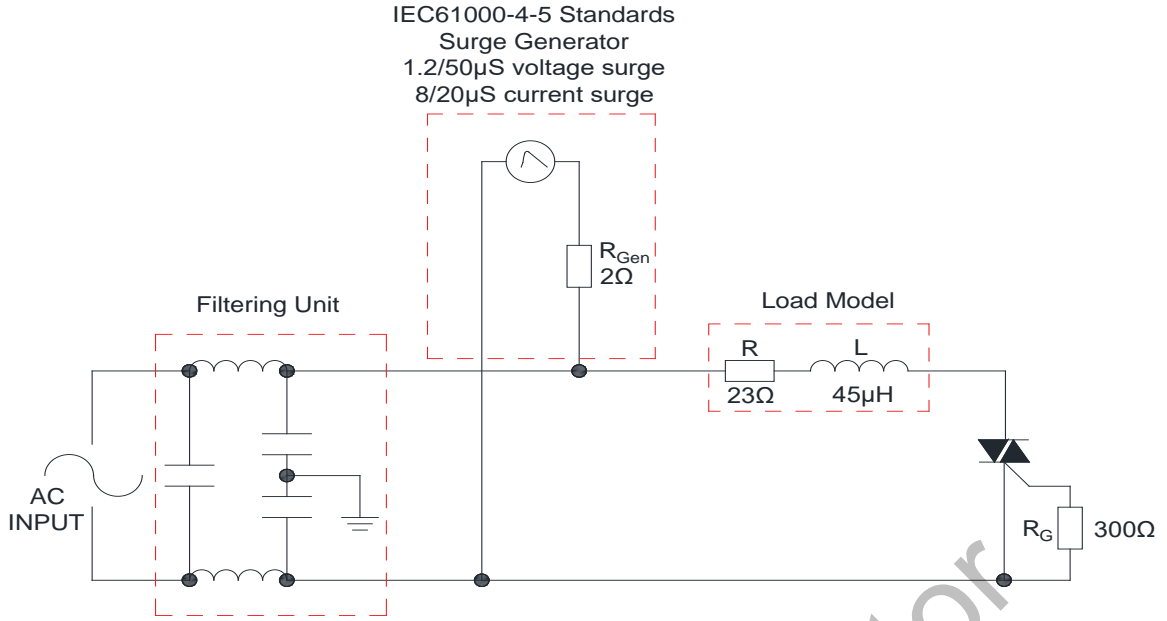 IEC61000-4-5 Standards
Surge Generator
1.2/50µS voltage surge
8/20µS current surge
RGen
2Ω
Filtering Unit
Load Model
R
L
23Ω
45µH
AC
INPUT
RG
300Ω